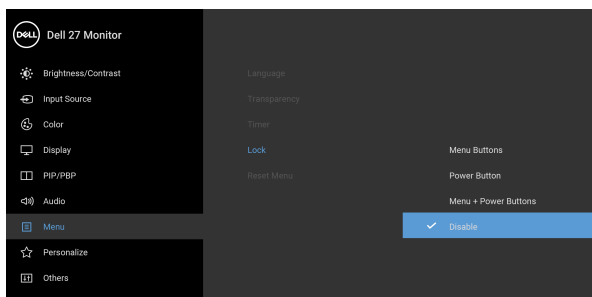 DELL Dell 27 Monitor
Brightness/Contrast
Input Source
Color
Display
PIP/PBP
Audio
Menu
Personalize
Others
Language
Transparency
Timer
Lock
Reset Menu
Menu Buttons
Power Button
Menu + Power Buttons
Disable